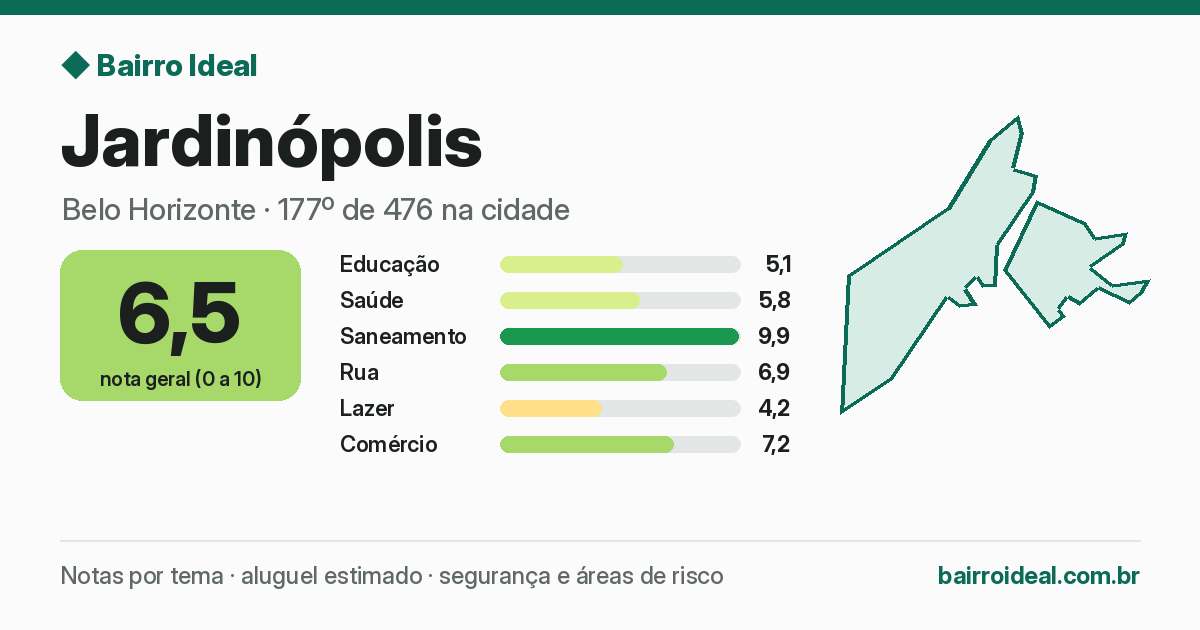 Bairro Ideal
Jardinópolis
Belo Horizonte · 177º de 476 na cidade
6,5
nota geral (0 a 10)
Educação 5,1
Saúde 5,8
Saneamento 9,9
Rua 6,9
Lazer 4,2
Comércio 7,2
Notas por tema · aluguel estimado · segurança e áreas de risco
bairroideal.com.br